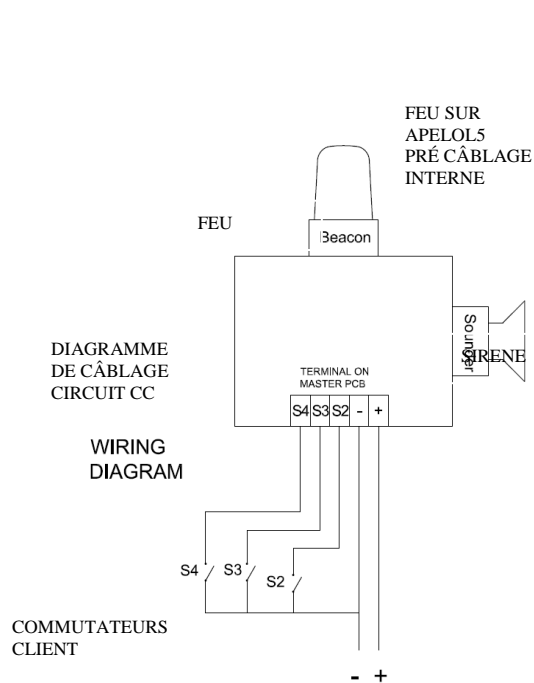 FEU SUR
APELOL5
PRÉ CÂBLAGE
INTERNE
FEU
Beacon
Sounder
SIRENE
DIAGRAMME
DE CÂBLAGE
CIRCUIT CC
TERMINAL ON
MASTER PCB
S4 S3 S2 - +
WIRING
DIAGRAM
S4 S3 S2
COMMUTATEURS
CLIENT
- +